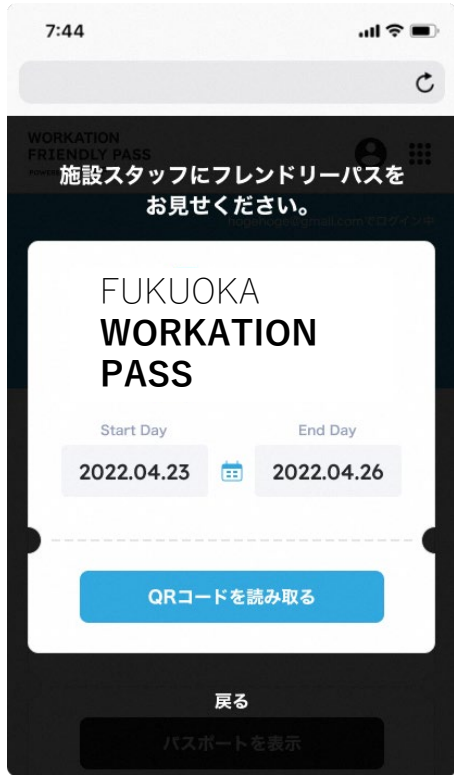 7:44
WORKATION
FRIENDLY PASS
施設スタッフにフレンドリーパスを
お見せください。
FUKUOKA
WORKATION
PASS
Start Day
End Day
2022.04.23
2022.04.26
QRコードを読み取る
戻る
パスポートを表示